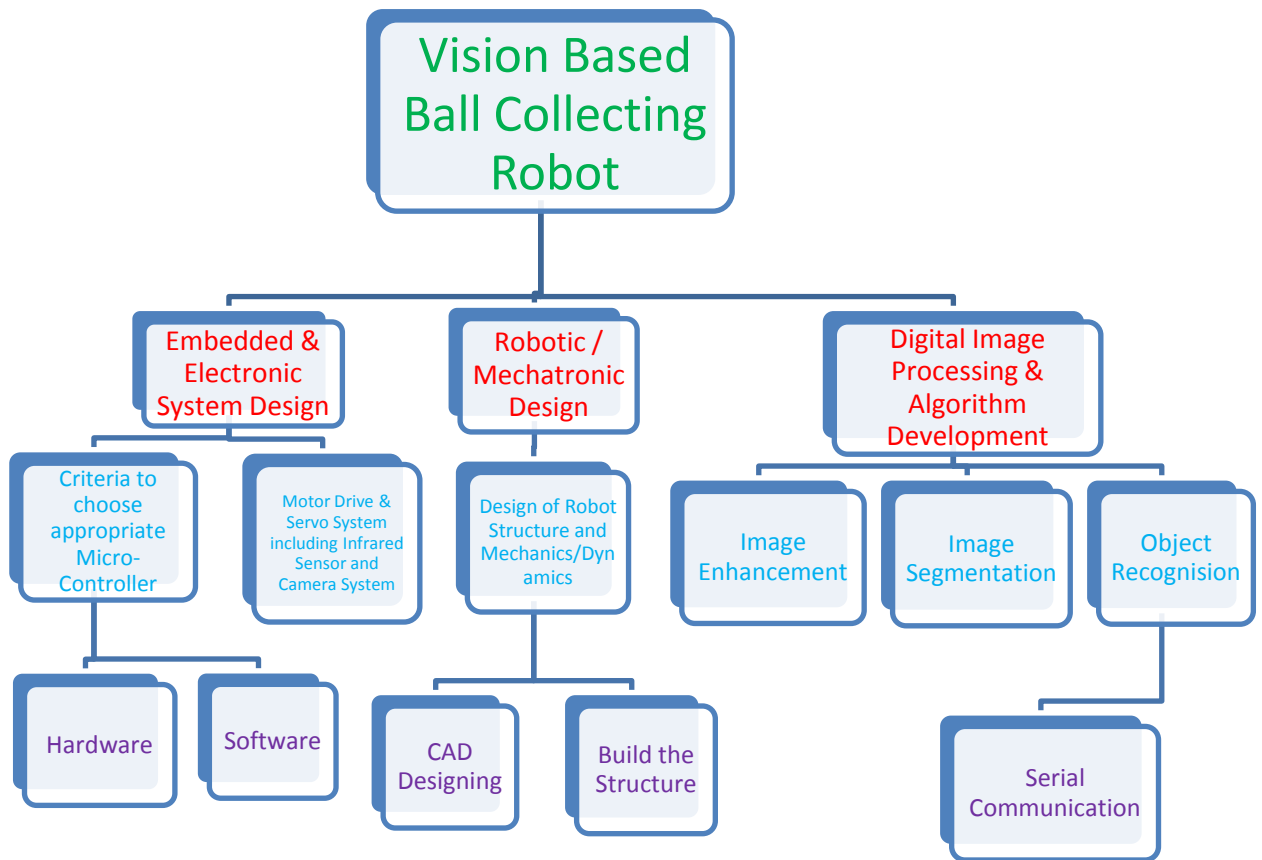 Vision Based
Ball Collecting
Robot
Embedded &
Electronic
System Design
Robotic /
Mechatronic
Design
Digital Image
Processing &
Algorithm
Development
Criteria to
choose
appropriate
Micro-
Controller
Motor Drive &
Servo System
including Infrared
Sensor and
Camera System
Design of Robot
Structure and
Mechanics/Dyn
amics
Image
Enhancement
Image
Segmentation
Object
Recognision
Hardware
Software
CAD
Designing
Build the
Structure
Serial
Communication